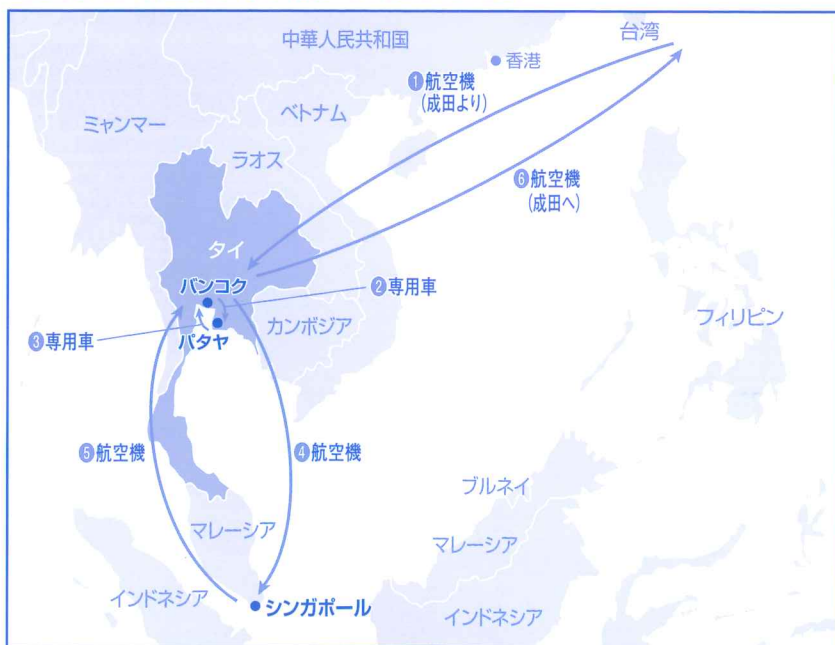 台湾
中華人民共和国
香港
❶航空機
(成田より)
ベトナム
ミャンマー
ラオス
❻航空機
(成田へ)
タイ
バンコク
❷専用車
フィリピン
カンボジア
❸専用車
パタヤ
❺航空機
❹航空機
ブルネイ
マレーシア
マレーシア
インドネシア
シンガポール
インドネシア